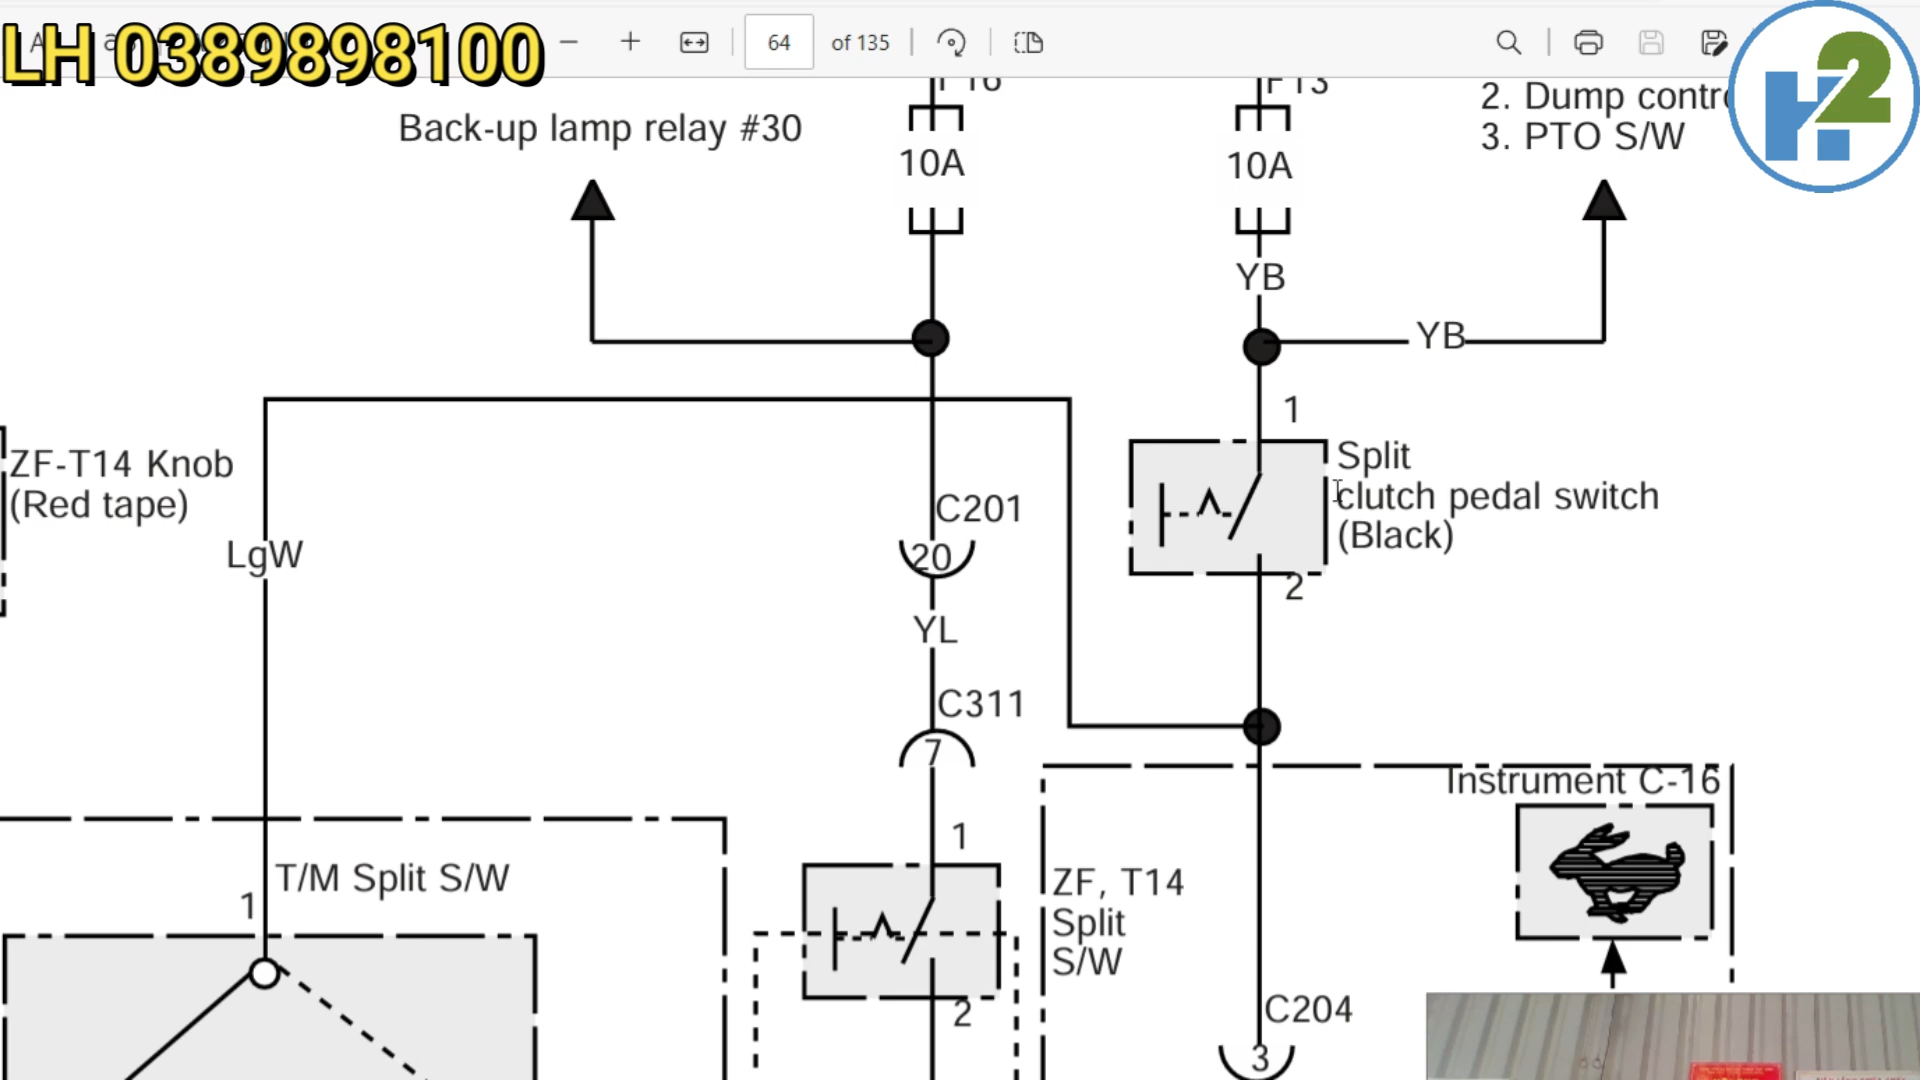 LH 0389898100
64 of 135
H2
F16
F13
2. Dump contr
3. PTO S/W
Back-up lamp relay #30
10A
10A
YB
YB
1
Split
clutch pedal switch
(Black)
2
ZF-T14 Knob
(Red tape)
LgW
C201
20
YL
C311
7
Instrument C-16
1
T/M Split S/W
1
ZF, T14
Split
S/W
2
C204
3